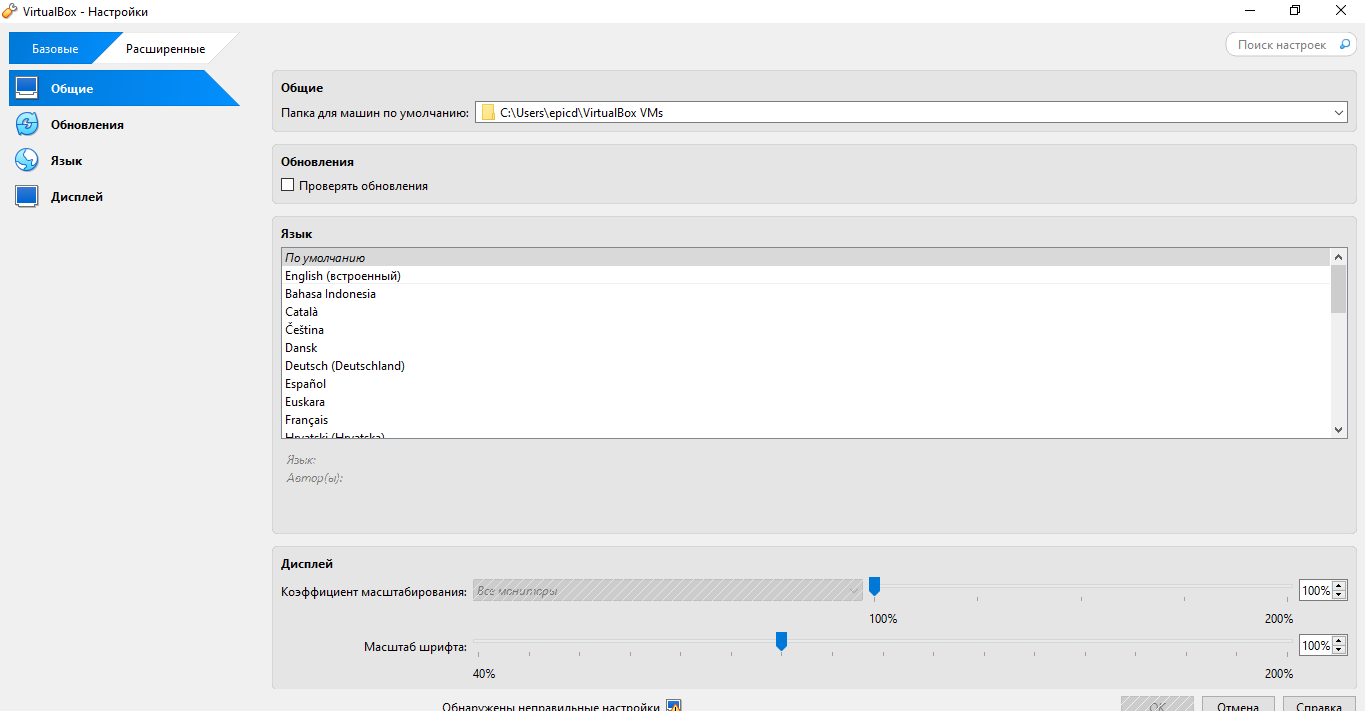 VirtualBox - Настройки
Базовые
Расширенные
Поиск настроек
Общие
Обновления
Язык
Дисплей
Общие
Папка для машин по умолчанию: C:\Users\epicd\VirtualBox VMs
Обновления
Проверять обновления
Язык
По умолчанию
English (встроенный)
Bahasa Indonesia
Català
Čeština
Dansk
Deutsch (Deutschland)
Español
Euskara
Français
Hrvatski (Hrvatska)
Язык:
Автор(ы):
Дисплей
Коэффициент масштабирования: Все мониторы 100%
100% 200%
Масштаб шрифта: 100%
40% 200%
Обнаружены неправильные настройки OK Отмена Справка